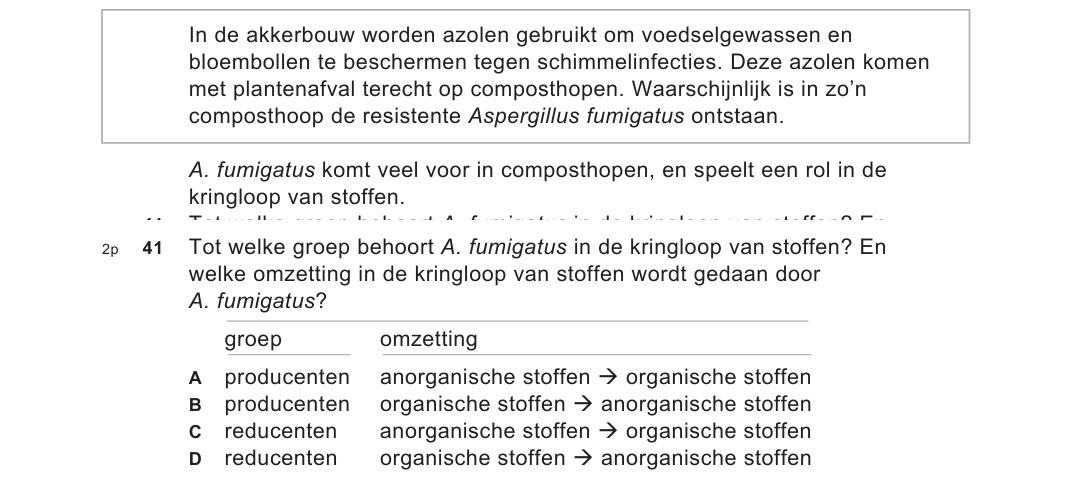 In de akkerbouw worden azolen gebruikt om voedselgewassen en
bloembollen te beschermen tegen schimmelinfecties. Deze azolen komen
met plantenafval terecht op composthopen. Waarschijnlijk is in zo’n
composthoop de resistente Aspergillus fumigatus ontstaan.
A. fumigatus komt veel voor in composthopen, en speelt een rol in de
kringloop van stoffen.
2p 41 Tot welke groep behoort A. fumigatus in de kringloop van stoffen? En
welke omzetting in de kringloop van stoffen wordt gedaan door
A. fumigatus?
groep omzetting
A producenten anorganische stoffen → organische stoffen
B producenten organische stoffen → anorganische stoffen
C reducenten anorganische stoffen → organische stoffen
D reducenten organische stoffen → anorganische stoffen